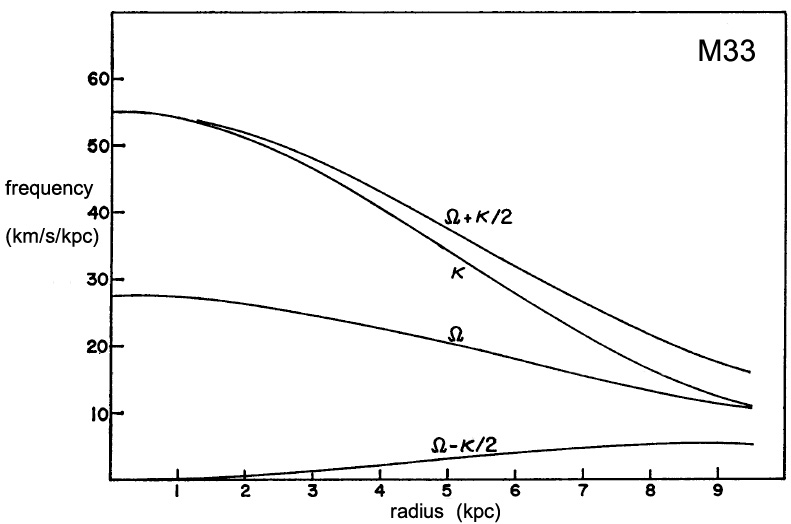 M33
60
50
frequency
40
(km/s/kpc)
30
20
10
Ω+κ/2
κ
Ω
Ω-κ/2
1 2 3 4 5 6 7 8 9
radius (kpc)